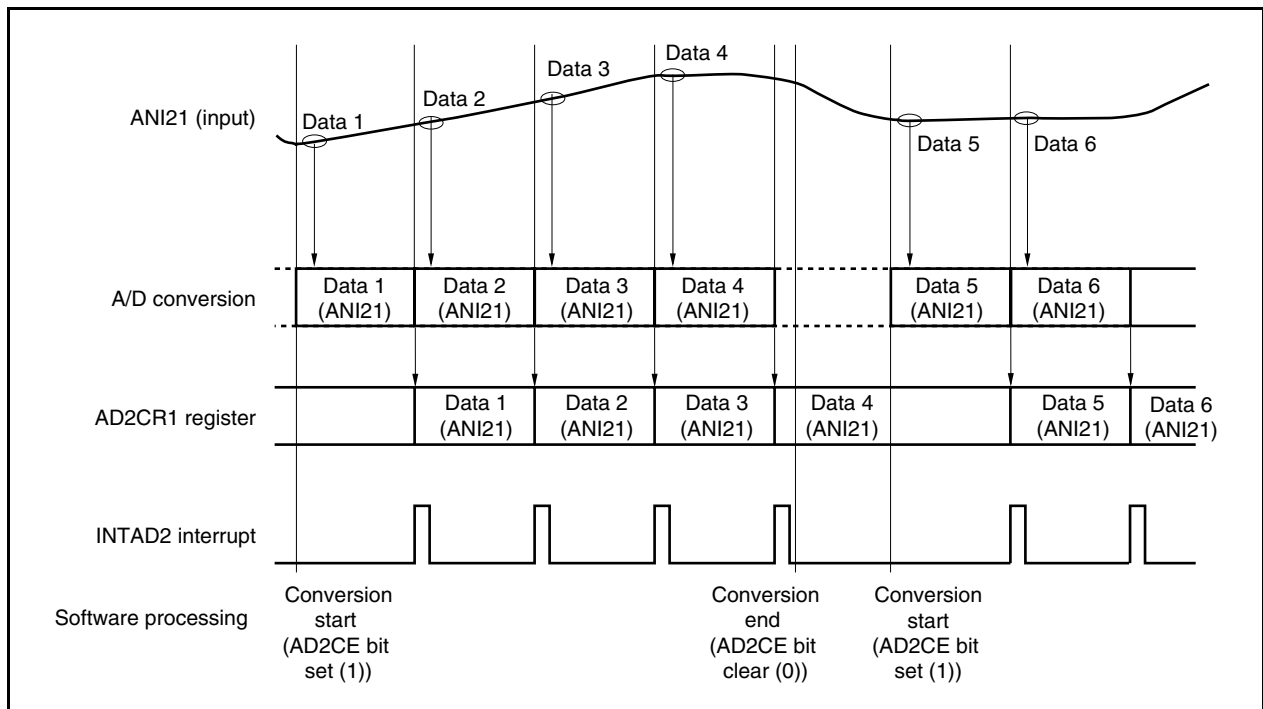 Data 4
Data 3
Data 2
ANI21 (input)
Data 1
Data 5
Data 6
A/D conversion
Data 1
(ANI21)
Data 2
(ANI21)
Data 3
(ANI21)
Data 4
(ANI21)
Data 5
(ANI21)
Data 6
(ANI21)
AD2CR1 register
Data 1
(ANI21)
Data 2
(ANI21)
Data 3
(ANI21)
Data 4
(ANI21)
Data 5
(ANI21)
Data 6
(ANI21)
INTAD2 interrupt
Software processing
Conversion
start
(AD2CE bit
set (1))
Conversion
end
(AD2CE bit
clear (0))
Conversion
start
(AD2CE bit
set (1))